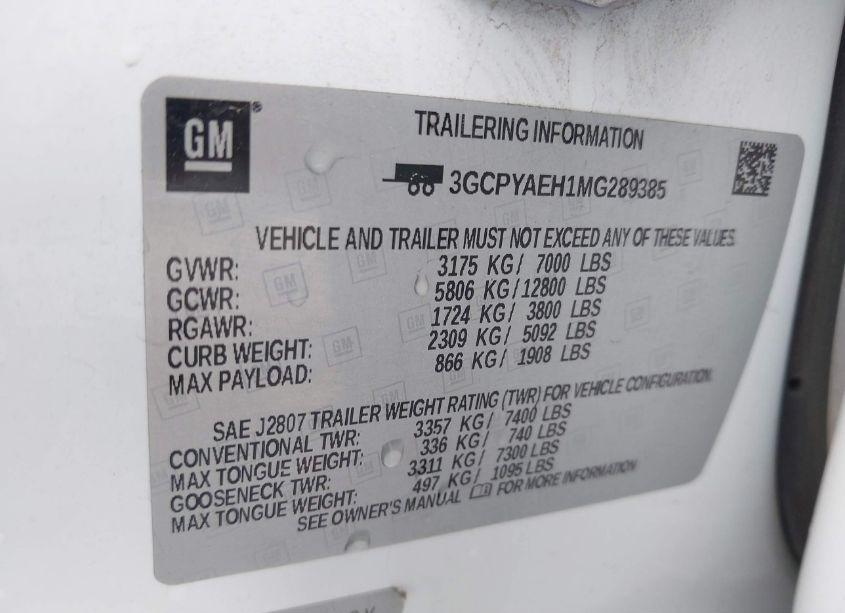 GM ®
TRAILERING INFORMATION
3GCPYAEH1MG289385
VEHICLE AND TRAILER MUST NOT EXCEED ANY OF THESE VALUES.
GVWR: 3175 KG/ 7000 LBS
GCWR: 5806 KG/12800 LBS
RGAWR: 1724 KG/ 3800 LBS
CURB WEIGHT: 2309 KG/ 5092 LBS
MAX PAYLOAD: 866 KG/ 1908 LBS
SAE J2807 TRAILER WEIGHT RATING (TWR) FOR VEHICLE CONFIGURATION.
CONVENTIONAL TWR: 3357 KG/ 7400 LBS
MAX TONGUE WEIGHT: 336 KG/ 740 LBS
GOOSENECK TWR: 3311 KG/ 7300 LBS
MAX TONGUE WEIGHT: 497 KG/ 1095 LBS
SEE OWNER'S MANUAL FOR MORE INFORMATION